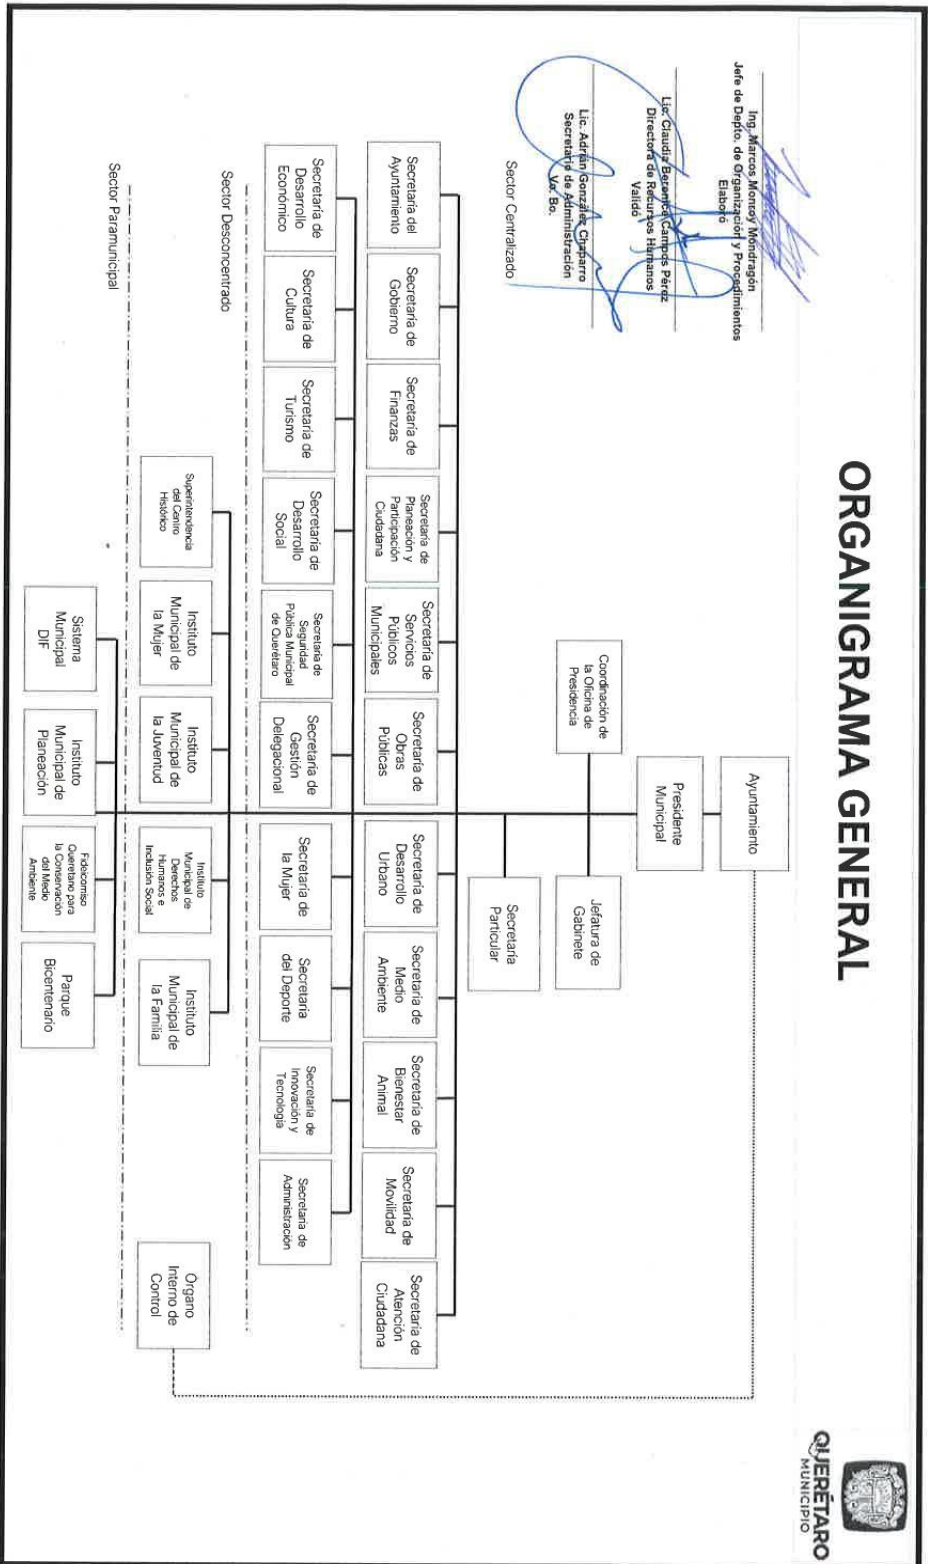 ORGANIGRAMA GENERAL
QUERÉTARO
MUNICIPIO
Ing. Marcos Monroy Mondragón
Jefe de Depto. de Organización y Procedimientos
Elaboró
Lic. Claudia Berenice Campos Pérez
Directora de Recursos Humanos
Validó
Lic. Adrián González Chaparro
Secretario de Administración
Vo. Bo.
Ayuntamiento
Presidente
Municipal
Coordinación de
la Oficina de
Presidencia
Jefatura de
Gabinete
Secretaría
Particular
Sector Centralizado
Secretaría del
Ayuntamiento
Secretaría de
Gobierno
Secretaría de
Finanzas
Secretaría de
Planeación y
Participación
Ciudadana
Secretaría de
Servicios
Públicos
Municipales
Secretaría de
Obras
Públicas
Secretaría de
Desarrollo
Urbano
Secretaría de
Medio
Ambiente
Secretaría de
Bienestar
Animal
Secretaría de
Movilidad
Secretaría de
Atención
Ciudadana
Secretaría de
Desarrollo
Económico
Secretaría de
Cultura
Secretaría de
Turismo
Secretaría de
Desarrollo
Social
Secretaría de
Seguridad
Pública Municipal
de Querétaro
Secretaría de
Gestión
Delegacional
Secretaría de
la Mujer
Secretaría
del Deporte
Secretaría de
Innovación y
Tecnología
Secretaría de
Administración
Sector Desconcentrado
Superintendencia
del Centro
Histórico
Instituto
Municipal de
la Mujer
Instituto
Municipal de
la Juventud
Instituto
Municipal de
Derechos
Humanos e
Inclusión Social
Instituto
Municipal de
la Familia
Organo
Interno de
Control
Sector Paramunicipal
Sistema
Municipal
DIF
Instituto
Municipal de
Planeación
Fideicomiso
Queretano para
la Conservación
del Medio
Ambiente
Parque
Bicentenario